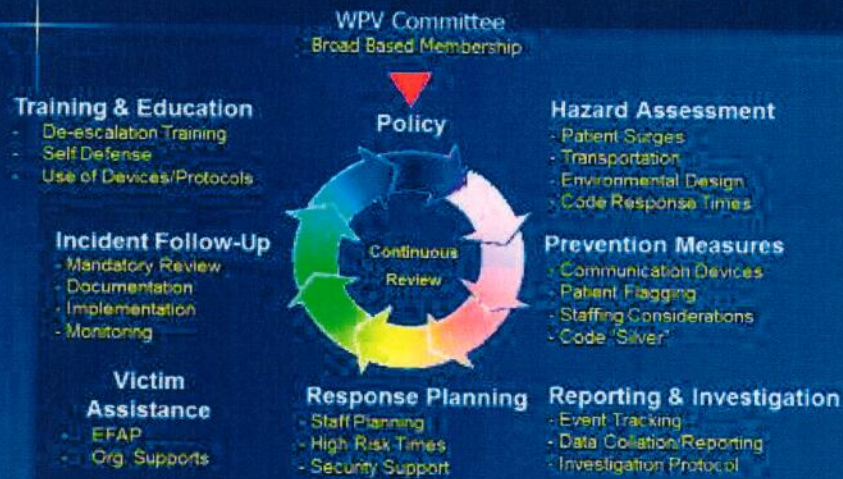 WPV Committee
Broad Based Membership
Policy
Training & Education
- De-escalation Training
- Self Defense
- Use of Devices/Protocols
Hazard Assessment
- Patient Surges
- Transportation
- Environmental Design
- Code Response Times
Incident Follow-Up
- Mandatory Review
- Documentation
- Implementation
- Monitoring
Continuous
Review
Prevention Measures
- Communication Devices
- Patient Flagging
- Staffing Considerations
- Code "Silver"
Victim
Assistance
- EFAP
- Org. Supports
Response Planning
- Staff Planning
- High Risk Times
- Security Support
Reporting & Investigation
- Event Tracking
- Data Collation/Reporting
- Investigation Protocol